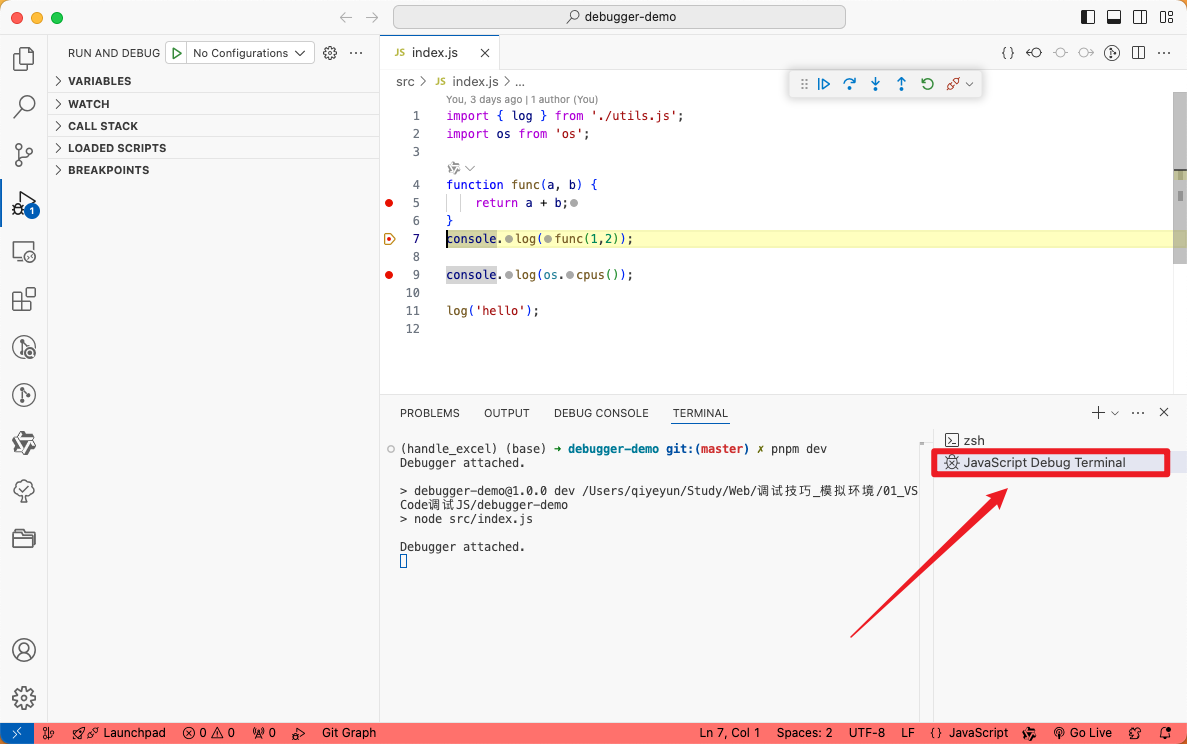 debugger-demo
RUN AND DEBUG
No Configurations
VARIABLES
WATCH
CALL STACK
LOADED SCRIPTS
BREAKPOINTS
1
JS index.js
src > JS index.js > ...
You, 3 days ago | 1 author (You)
1 import { log } from './utils.js';
2 import os from 'os';
3
4 function func(a, b) {
5 return a + b;
6 }
7 console.log(func(1,2));
8
9 console.log(os.cpus());
10
11 log('hello');
12
PROBLEMS OUTPUT DEBUG CONSOLE TERMINAL
(handle_excel) (base) ➜ debugger-demo git:(master) ✗ pnpm dev
Debugger attached.
> debugger-demo@1.0.0 dev /Users/qiyeyun/Study/Web/调试技巧_模拟环境/01_VS
Code调试JS/debugger-demo
> node src/index.js
Debugger attached.
zsh
JavaScript Debug Terminal
Launchpad 0 0 0 Git Graph Ln 7, Col 1 Spaces: 2 UTF-8 LF {} JavaScript Go Live